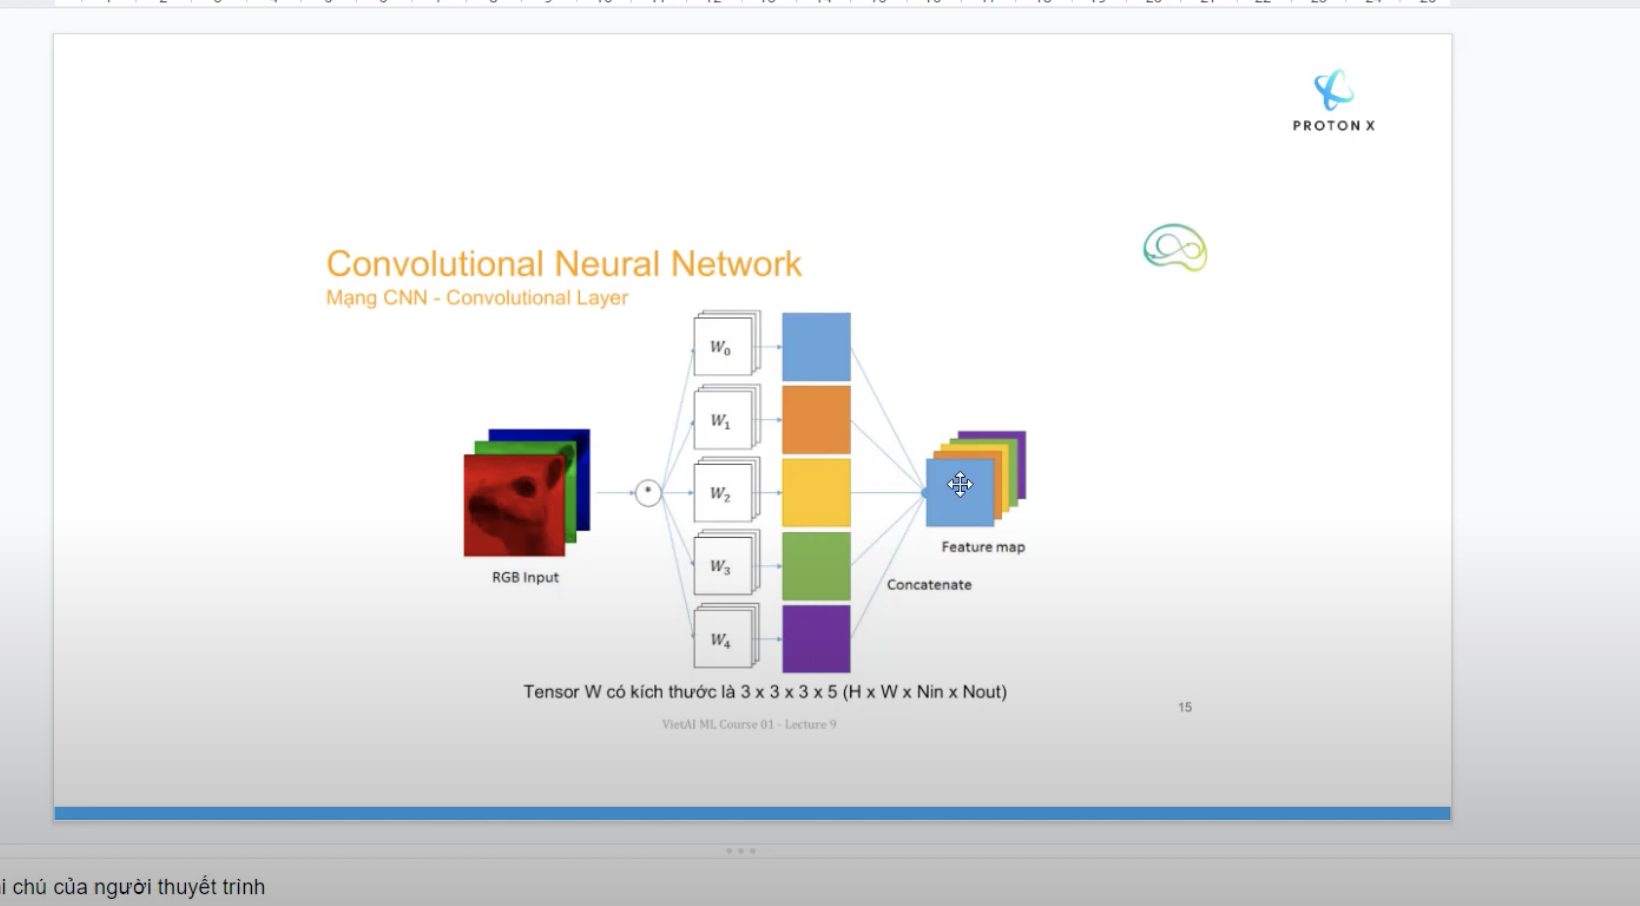 PROTON X
Convolutional Neural Network
Mạng CNN - Convolutional Layer
W0
W1
W2
W3
W4
*
RGB Input
Feature map
Concatenate
Tensor W có kích thước là 3 x 3 x 3 x 5 (H x W x Nin x Nout)
15
VietAI ML Course 01 - Lecture 9
chú của người thuyết trình